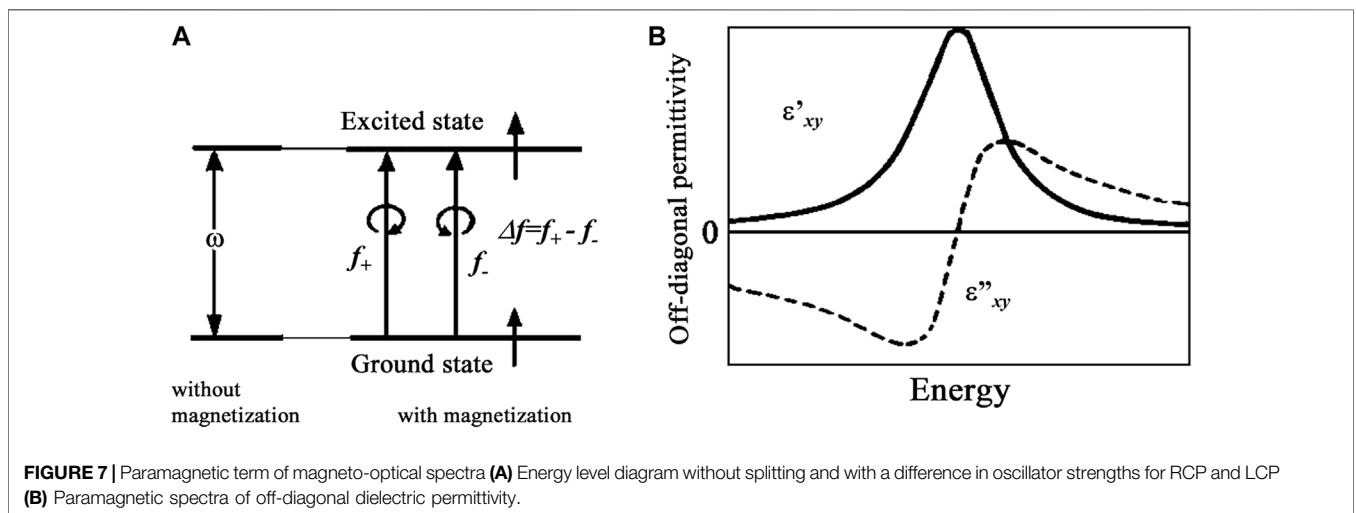 A
Excited state
ω
f+
f-
Δf=f+ - f-
Ground state
without
magnetization
with magnetization
B
Off-diagonal permittivity
ε'xy
0
ε"xy
Energy
FIGURE 7 | Paramagnetic term of magneto-optical spectra (A) Energy level diagram without splitting and with a difference in oscillator strengths for RCP and LCP
(B) Paramagnetic spectra of off-diagonal dielectric permittivity.